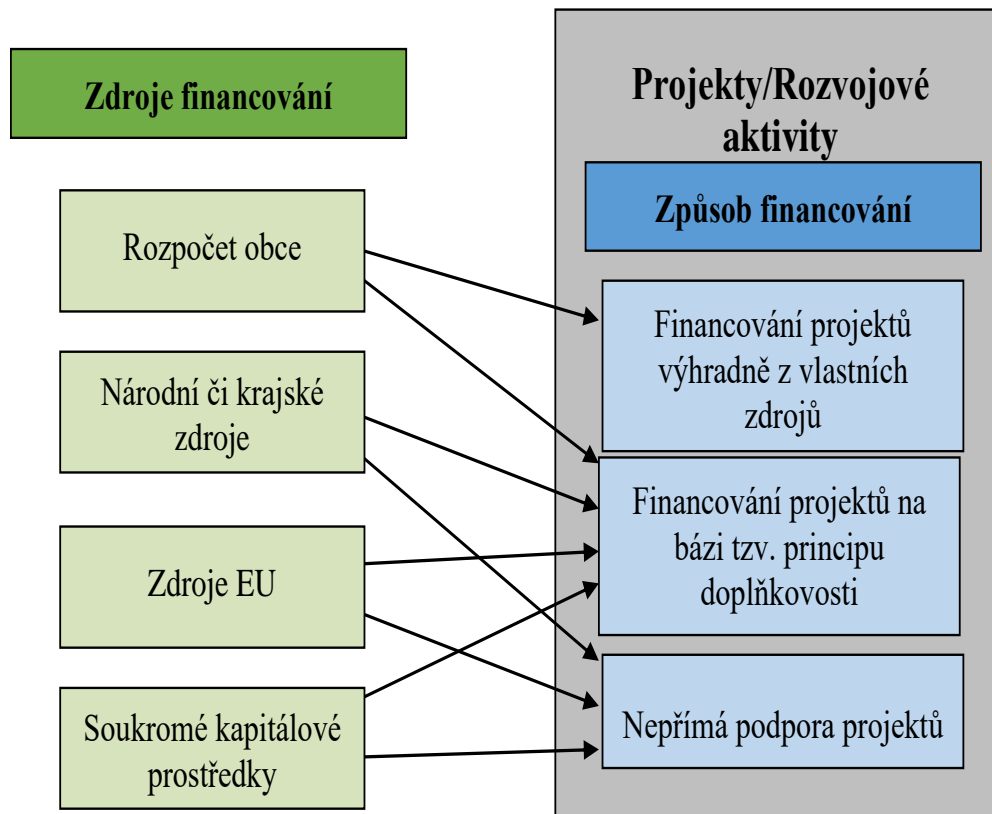 Zdroje financování
Rozpočet obce
Národní či krajské
zdroje
Zdroje EU
Soukromé kapitálové
prostředky
Projekty/Rozvojové
aktivity
Způsob financování
Financování projektů
výhradně z vlastních
zdrojů
Financování projektů na
bázi tzv. principu
doplňkovosti
Nepřímá podpora projektů